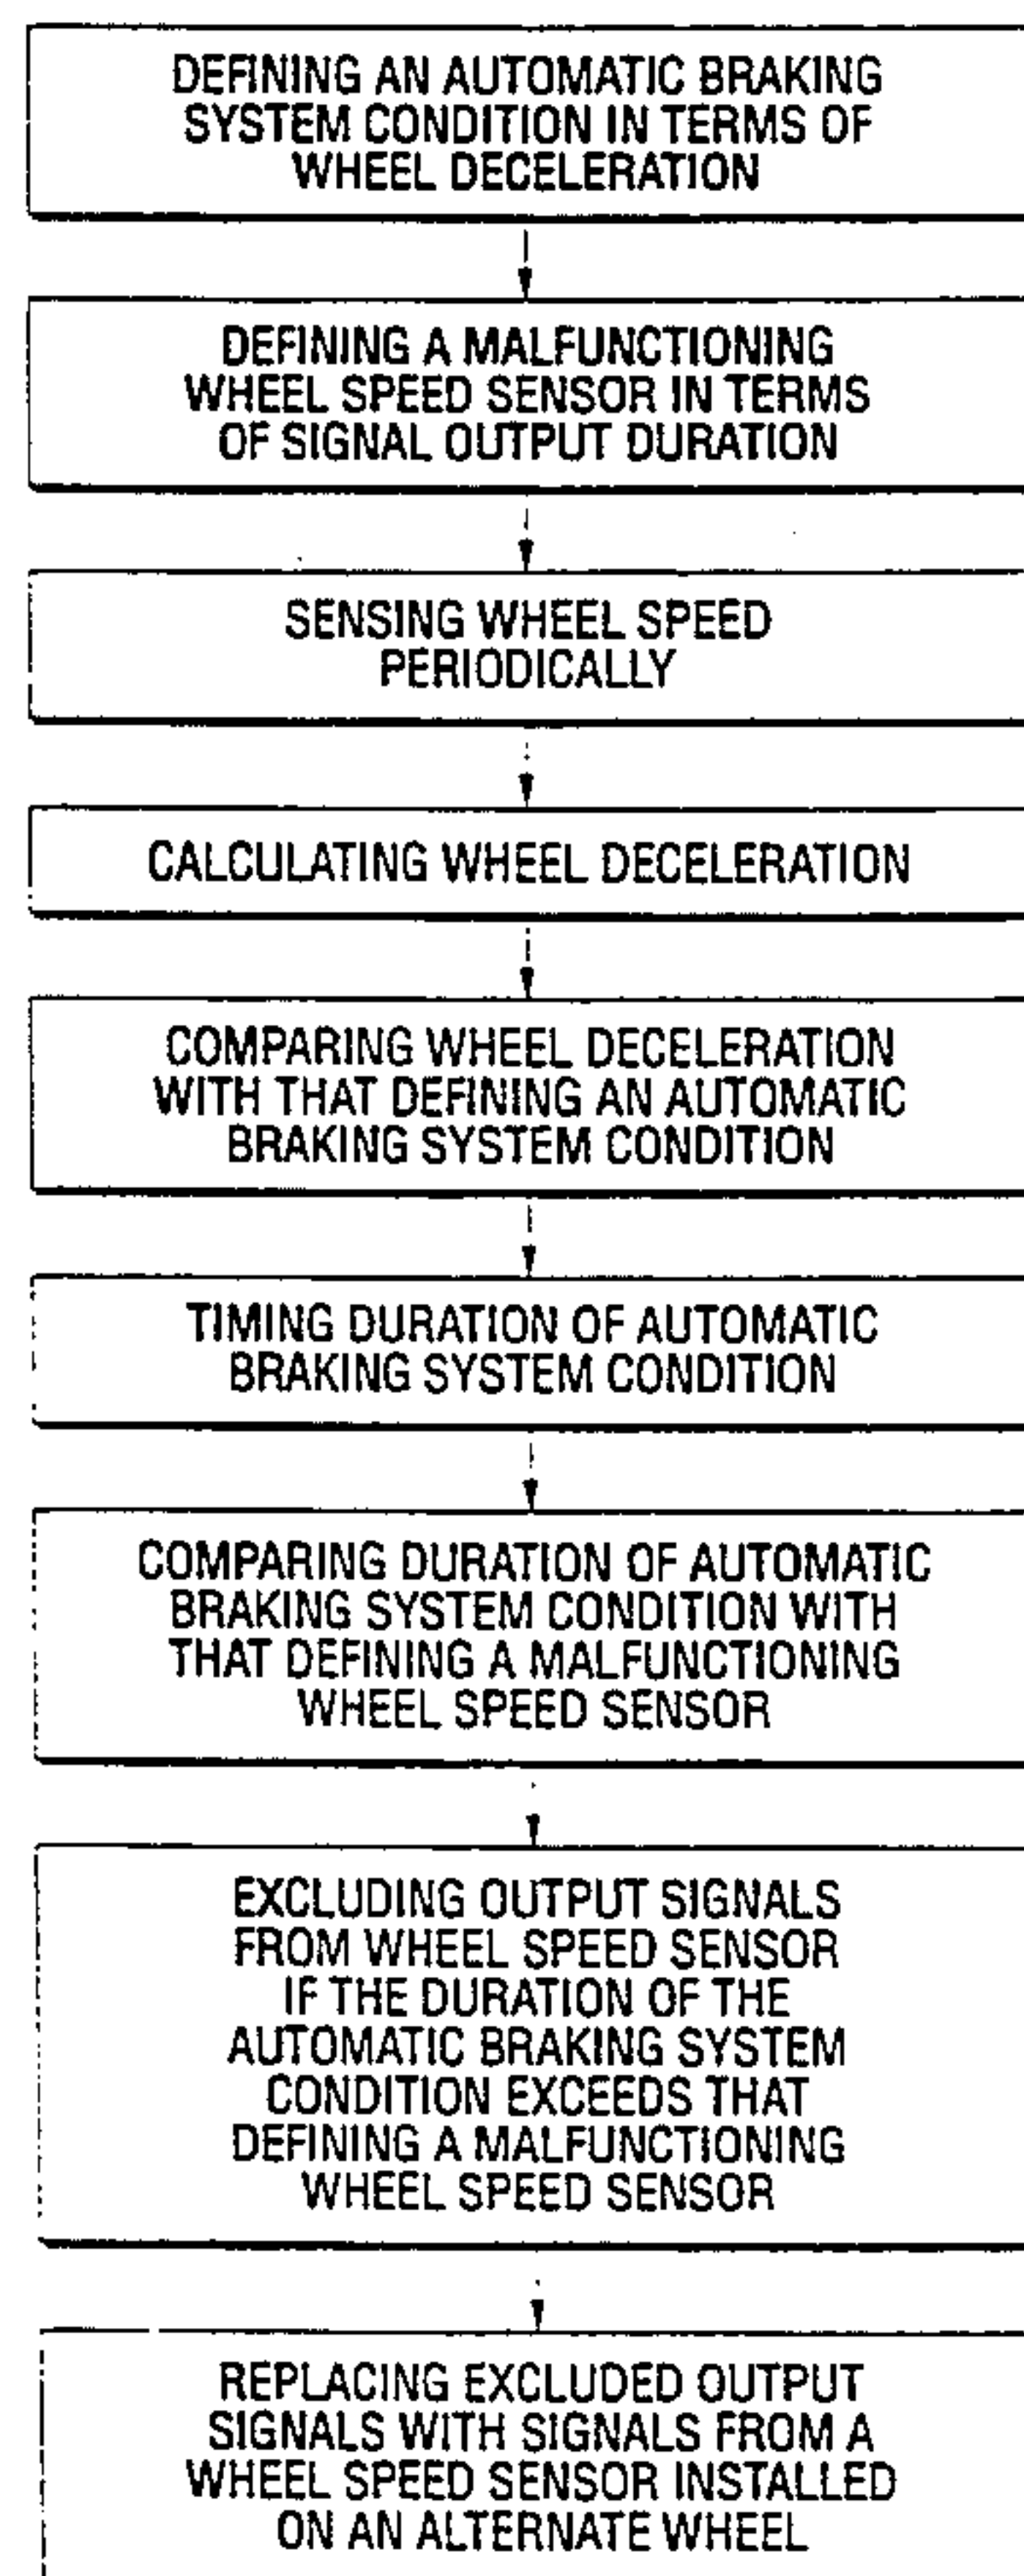 DEFINING AN AUTOMATIC BRAKING
SYSTEM CONDITION IN TERMS OF
WHEEL DECELERATION
DEFINING A MALFUNCTIONING
WHEEL SPEED SENSOR IN TERMS
OF SIGNAL OUTPUT DURATION
SENSING WHEEL SPEED
PERIODICALLY
CALCULATING WHEEL DECELERATION
COMPARING WHEEL DECELERATION
WITH THAT DEFINING AN AUTOMATIC
BRAKING SYSTEM CONDITION
TIMING DURATION OF AUTOMATIC
BRAKING SYSTEM CONDITION
COMPARING DURATION OF AUTOMATIC
BRAKING SYSTEM CONDITION WITH
THAT DEFINING A MALFUNCTIONING
WHEEL SPEED SENSOR
EXCLUDING OUTPUT SIGNALS
FROM WHEEL SPEED SENSOR
IF THE DURATION OF THE
AUTOMATIC BRAKING SYSTEM
CONDITION EXCEEDS THAT
DEFINING A MALFUNCTIONING
WHEEL SPEED SENSOR
REPLACING EXCLUDED OUTPUT
SIGNALS WITH SIGNALS FROM A
WHEEL SPEED SENSOR INSTALLED
ON AN ALTERNATE WHEEL